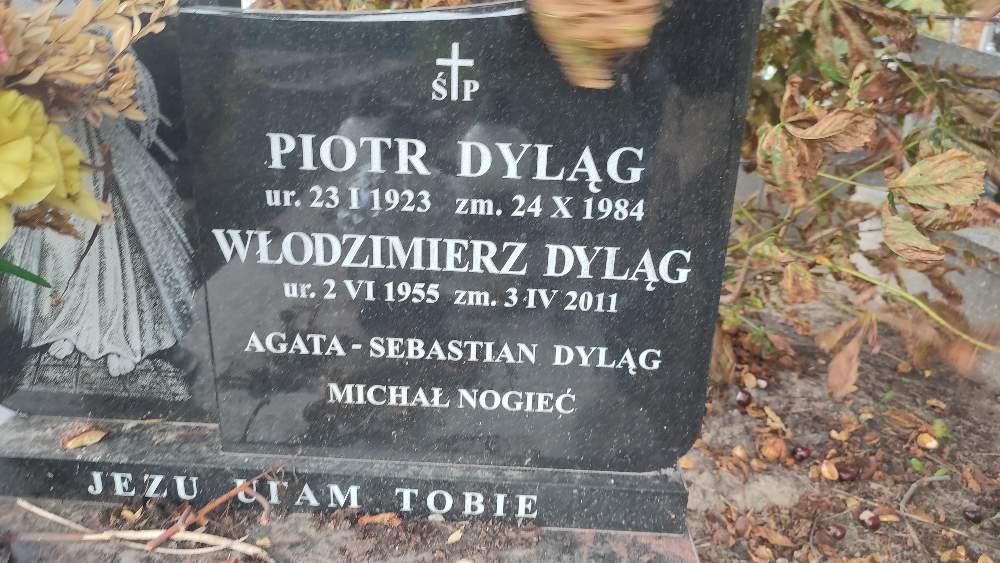 ŚP
PIOTR DYLĄG
ur. 23 I 1923 zm. 24 X 1984
WŁODZIMIERZ DYLĄG
ur. 2 VI 1955 zm. 3 IV 2011
AGATA - SEBASTIAN DYLĄG
MICHAŁ NOGIEĆ
JEZU UFAM TOBIE